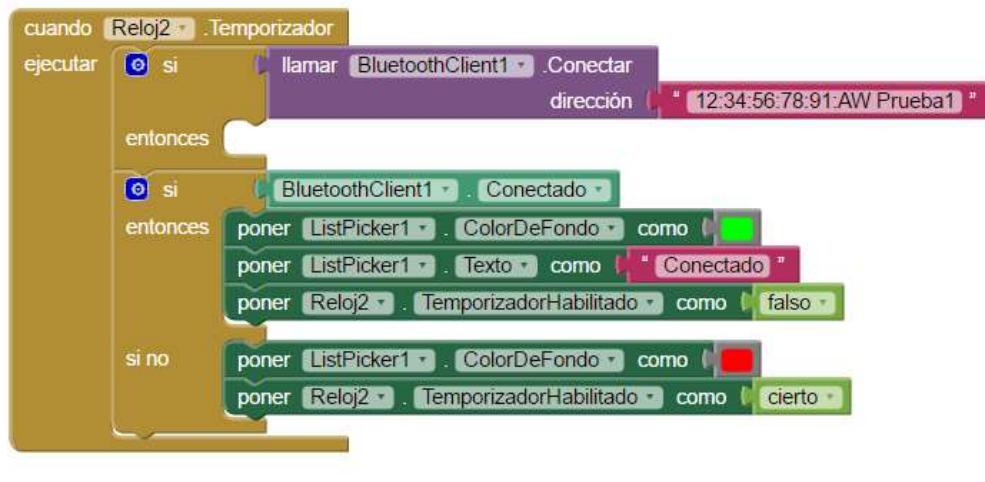 cuando Reloj2 .Temporizador
ejecutar si llamar BluetoothClient1 .Conectar
dirección " 12:34:56:78:91:AW Prueba1 "
entonces
si BluetoothClient1 . Conectado
entonces poner ListPicker1 . ColorDeFondo como
poner ListPicker1 . Texto como " Conectado "
poner Reloj2 . TemporizadorHabilitado como falso
si no poner ListPicker1 . ColorDeFondo como
poner Reloj2 . TemporizadorHabilitado como cierto